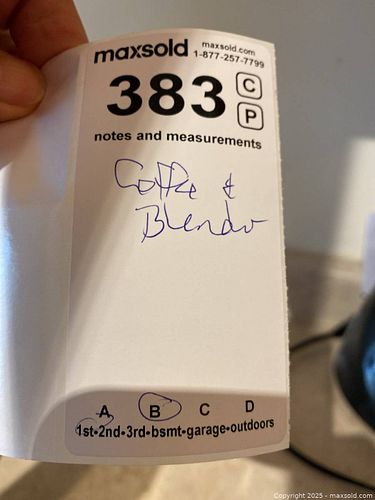 maxsold maxsold.com
1-877-257-7799
383 C
P
notes and measurements
Coffee &
Blender
A B C D
1st•2nd•3rd•bsmt•garage•outdoors
Copyright 2025 - maxsold.com